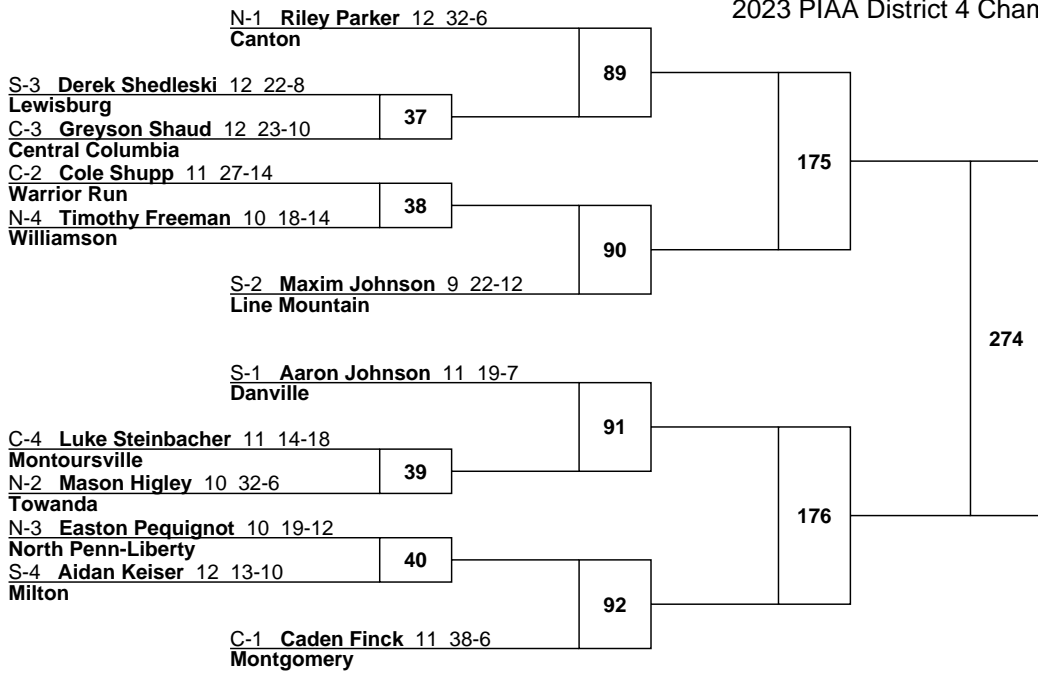 2023 PIAA District 4 Cham
N-1 Riley Parker 12 32-6
Canton
89
S-3 Derek Shedleski 12 22-8
Lewisburg
37
C-3 Greyson Shaud 12 23-10
Central Columbia
175
C-2 Cole Shupp 11 27-14
Warrior Run
38
N-4 Timothy Freeman 10 18-14
Williamson
90
S-2 Maxim Johnson 9 22-12
Line Mountain
274
S-1 Aaron Johnson 11 19-7
Danville
91
C-4 Luke Steinbacher 11 14-18
Montoursville
39
N-2 Mason Higley 10 32-6
Towanda
176
N-3 Easton Pequignot 10 19-12
North Penn-Liberty
40
S-4 Aidan Keiser 12 13-10
Milton
92
C-1 Caden Finck 11 38-6
Montgomery